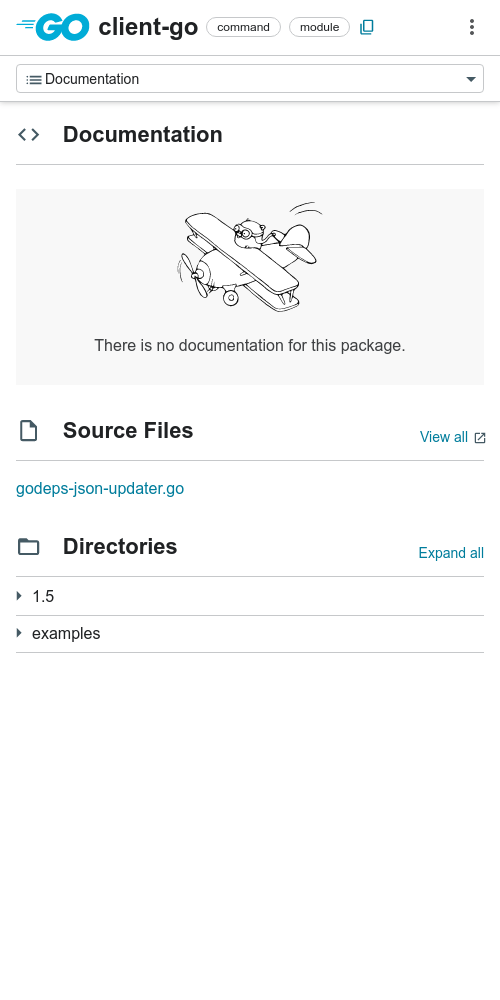 GO client-go command module
Documentation
Documentation
There is no documentation for this package.
Source Files
View all
godeps-json-updater.go
Directories
Expand all
1.5
examples